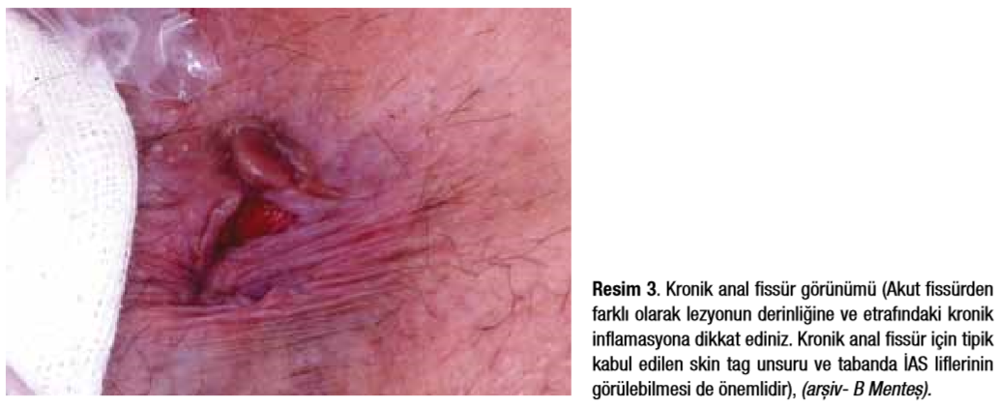 Resim 3. Kronik anal fissür görünümü (Akut fissürden
farklı olarak lezyonun derinliğine ve etrafındaki kronik
inflamasyona dikkat ediniz. Kronik anal fissür için tipik
kabul edilen skin tag unsuru ve tabanda İAS liflerinin
görülebilmesi de önemlidir), (arşiv- B Menteş).